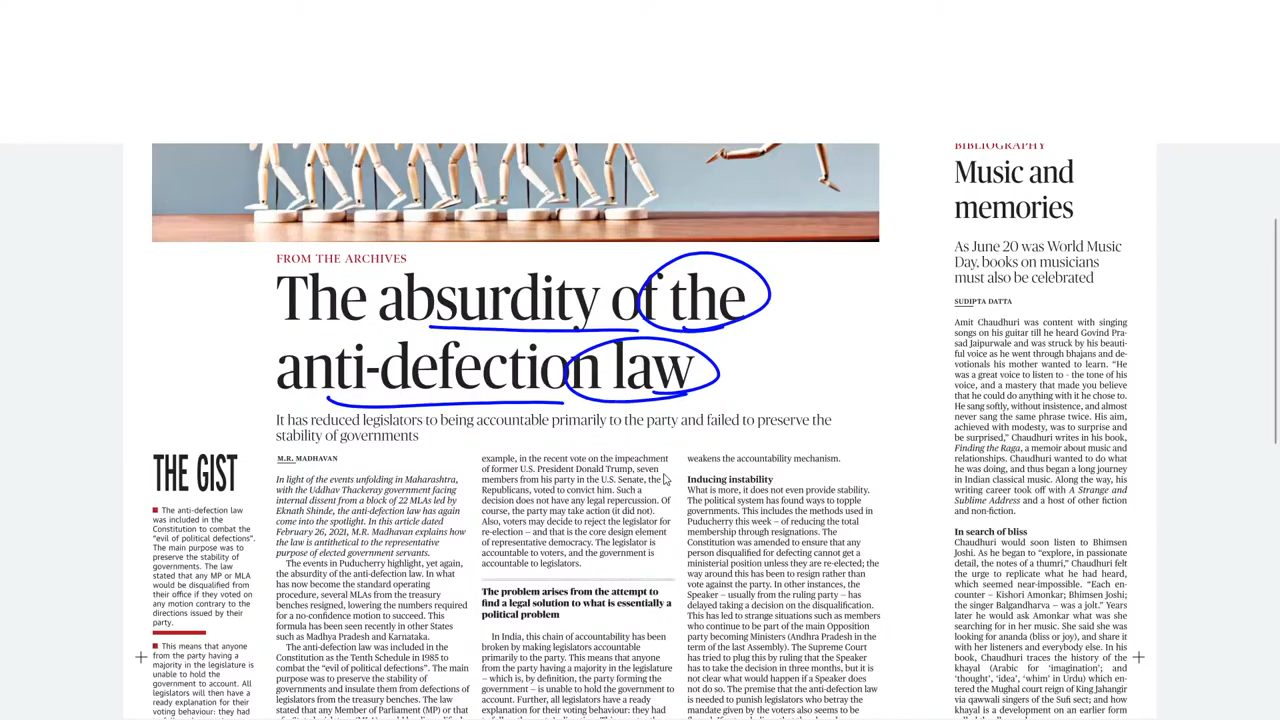 FROM THE ARCHIVES
The absurdity of the
anti-defection law
It has reduced legislators to being accountable primarily to the party and failed to preserve the
stability of governments
THE GIST
The anti-defection law
was included in the
Constitution to combat the
"evil of political defections".
The main purpose was to
preserve the stability of
governments. The law
stated that any MP or MLA
would be disqualified from
their office if they voted on
any motion contrary to the
directions issued by their
party.
This means that anyone
from the party having a
majority in the legislature is
unable to hold the
government to account. All
legislators will then have a
ready explanation for their
voting behaviour: they had
M.R. MADHAVAN
In light of the events unfolding in Maharashtra,
with the Uddhav Thackeray government facing
internal dissent from a block of 22 MLAs led by
Eknath Shinde, the anti-defection law has again
come into the spotlight. In this article dated
February 26, 2021, M.R. Madhavan explains how
the law is antithetical to the representative
purpose of elected government servants.
The events in Puducherry highlight, yet again,
the absurdity of the anti-defection law. In what
has now become the standard operating
procedure, several MLAs from the treasury
benches resigned, lowering the numbers required
for a no-confidence motion to succeed. This
formula has been seen recently in other States
such as Madhya Pradesh and Karnataka.
The anti-defection law was included in the
Constitution as the Tenth Schedule in 1985 to
combat the "evil of political defections". The main
purpose was to preserve the stability of
governments and insulate them from defections of
legislators from the treasury benches. The law
stated that any Member of Parliament (MP) or that
example, in the recent vote on the impeachment
of former U.S. President Donald Trump, seven
members from his party in the U.S. Senate, the
Republicans, voted to convict him. Such a
decision does not have any legal repercussion. Of
course, the party may take action (it did not).
Also, voters may decide to reject the legislator for
re-election — and that is the core design element
of representative democracy. The legislator is
accountable to voters, and the government is
accountable to legislators.
The problem arises from the attempt to
find a legal solution to what is essentially a
political problem
In India, this chain of accountability has been
broken by making legislators accountable
primarily to the party. This means that anyone
from the party having a majority in the legislature
— which is, by definition, the party forming the
government — is unable to hold the government to
account. Further, all legislators have a ready
explanation for their voting behaviour: they had
weakens the accountability mechanism.
Inducing instability
What is more, it does not even provide stability.
The political system has found ways to topple
governments. This includes the methods used in
Puducherry this week — of reducing the total
membership through resignations. The
Constitution was amended to ensure that any
person disqualified for defecting cannot get a
ministerial position unless they are re-elected; the
way around this has been to resign rather than
vote against the party. In other instances, the
Speaker — usually from the ruling party — has
delayed taking a decision on the disqualification.
This has led to strange situations such as members
who continue to be part of the main Opposition
party becoming Ministers (Andhra Pradesh in the
term of the last Assembly). The Supreme Court
has tried to plug this by ruling that the Speaker
has to take the decision in three months, but it is
not clear what would happen if a Speaker does
not do so. The premise that the anti-defection law
is needed to punish legislators who betray the
mandate given by the voters also seems to be
BIBLIOGRAPHY
Music and
memories
As June 20 was World Music
Day, books on musicians
must also be celebrated
SUDIPTA DATTA
Amit Chaudhuri was content with singing
songs on his guitar till he heard Govind Pra-
sad Jaipurwale and was struck by his beauti-
ful voice as he went through bhajans and de-
votionals his mother wanted to learn. "He
was a great voice to listen to - the tone of his
voice, and a mastery that made you believe
that he could do anything with it he chose to.
He sang softly, without insistence, and almost
never sang the same phrase twice. His aim,
achieved with modesty, was to surprise and
be surprised," Chaudhuri writes in his book,
Finding the Raga, a memoir about music and
relationships. Chaudhuri wanted to do what
he was doing, and thus began a long journey
in Indian classical music. Along the way, his
writing career took off with A Strange and
Sublime Address and a host of other fiction
and non-fiction.
In search of bliss
Chaudhuri would soon listen to Bhimsen
Joshi. As he began to "explore, in passionate
detail, the notes of a thumri," Chaudhuri felt
the urge to replicate what he had heard,
which seemed near-impossible. "Each en-
counter – Kishori Amonkar; Bhimsen Joshi;
the singer Balgandharva – was a jolt." Years
later he would ask Amonkar what she was
searching for in her music. She said she was
looking for ananda (bliss or joy), and share it
with her listeners and everybody else. In his
book, Chaudhuri traces the history of the
khayal (Arabic for 'imagination'; and
'thought', 'idea', 'whim' in Urdu) which en-
tered the Mughal court reign of King Jahangir
via qawwali singers of the Sufi sect; and how
khayal is a development on an earlier form